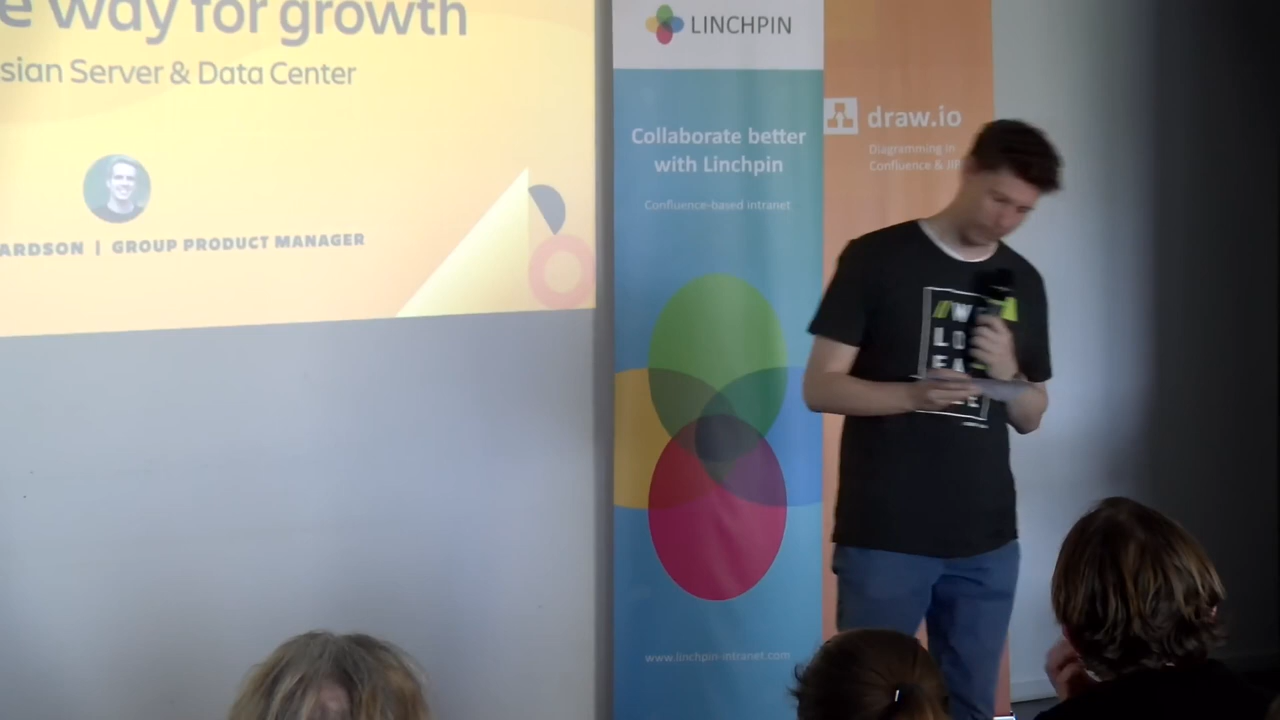 e way for growth
sian Server & Data Center
ARDSON | GROUP PRODUCT MANAGER
LINCHPIN
Collaborate better
with Linchpin
Confluence-based intranet
www.linchpin-intranet.com
draw.io
Diagramming in
Confluence & JIR
//W
L O